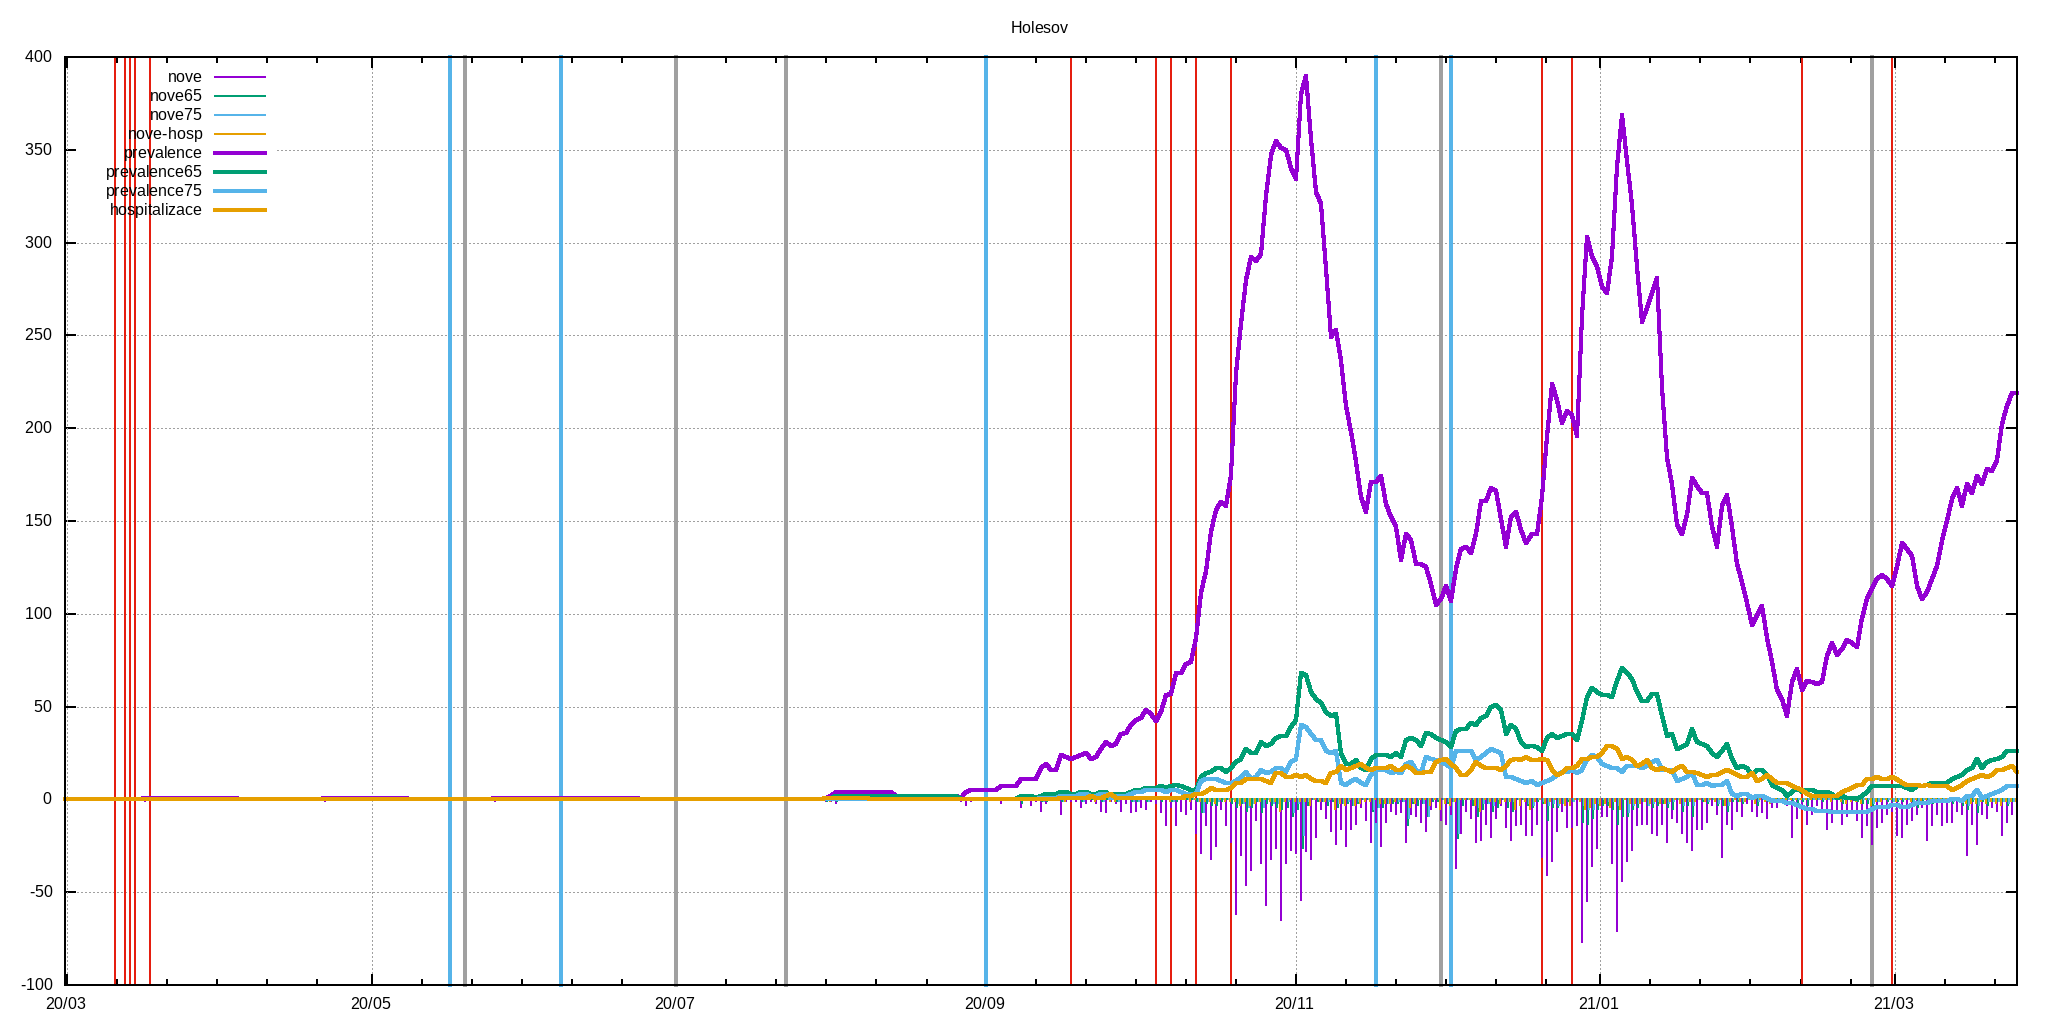 Holesov
400
350
300
250
200
150
100
50
0
-50
-100
nove
nove65
nove75
nove-hosp
prevalence
prevalence65
prevalence75
hospitalizace
20/03 20/05 20/07 20/09 20/11 21/01 21/03